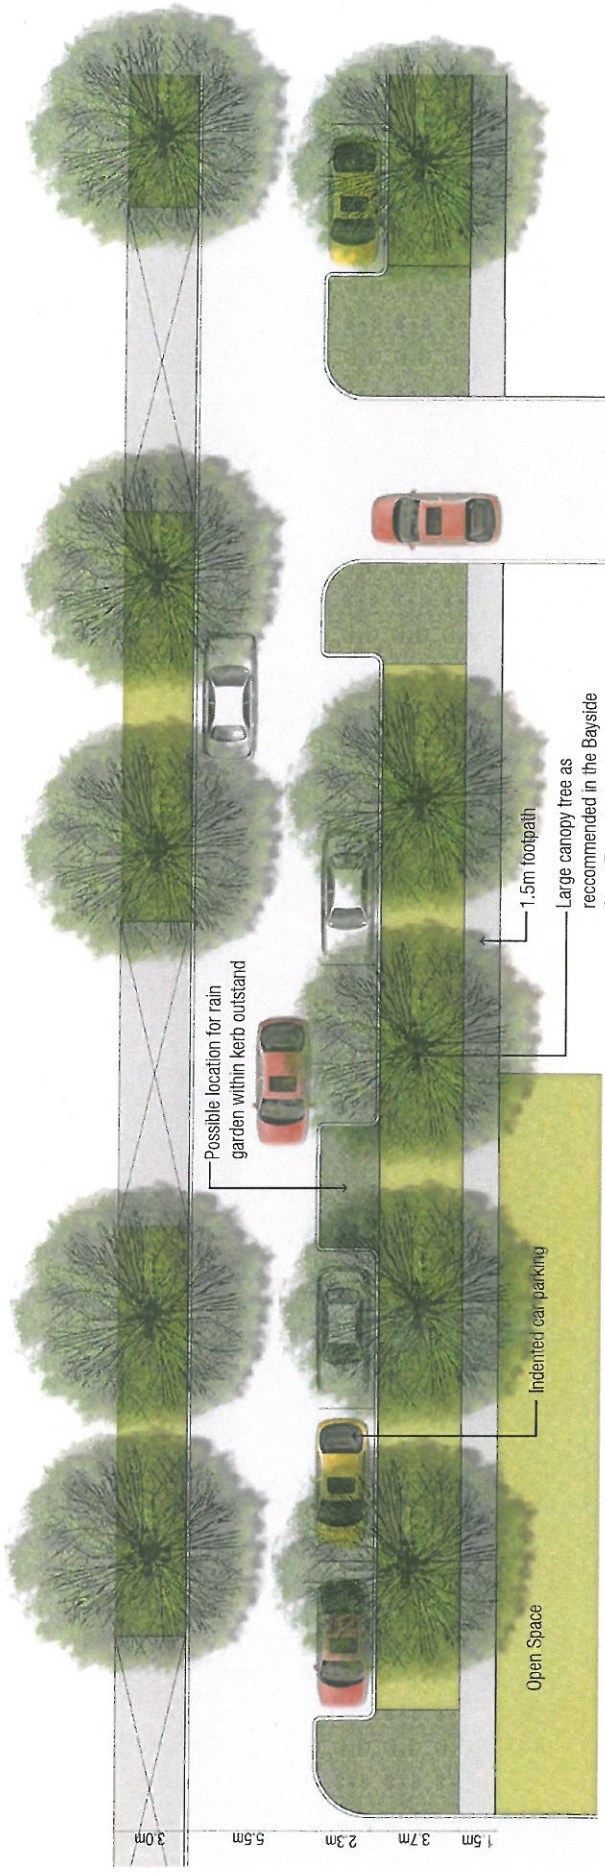 Possible location for rain
garden within kerb outstand
1.5m footpath
Large canopy tree as
reccommended in the Bayside
Indented car parking
Open Space
3.0m
5.5m
2.3m
3.7m
1.5m